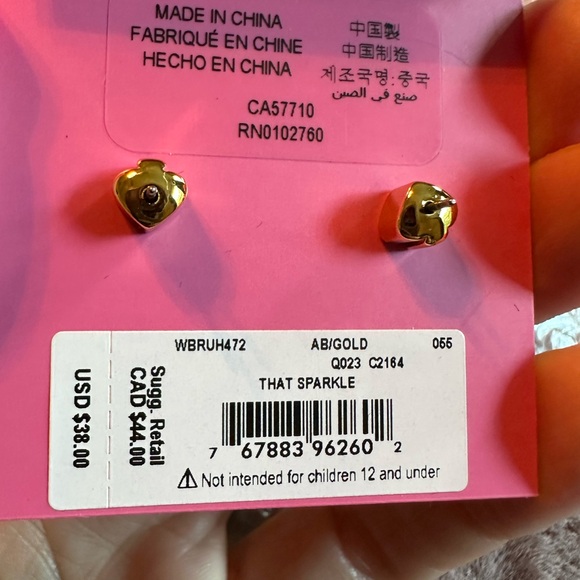 MADE IN CHINA
FABRIQUÉ EN CHINE
HECHO EN CHINA
中国製
中国制造
제조국명:중국
صنع في الصين
CA57710
RN0102760
WBRUH472 AB/GOLD 055
Q023 C2164
THAT SPARKLE
7 67883 96260 2
⚠ Not intended for children 12 and under
Sugg. Retail
CAD $44.00
USD $38.00